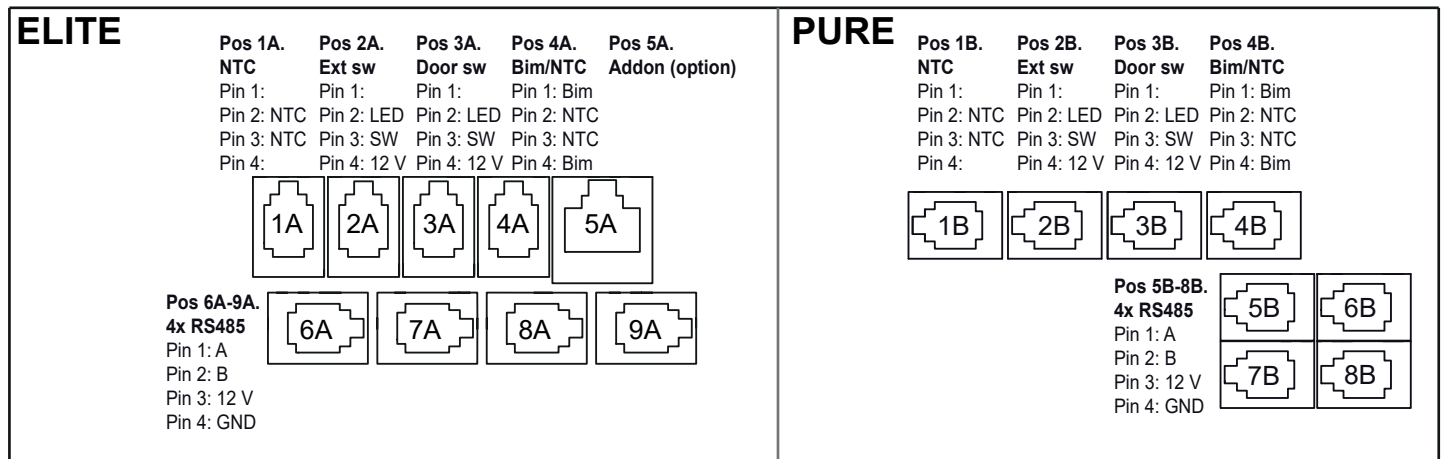 ELITE
Pos 1A.
NTC
Pin 1:
Pin 2: NTC
Pin 3: NTC
Pin 4:
Pos 2A.
Ext sw
Pin 1:
Pin 2: LED
Pin 3: SW
Pin 4: 12 V
Pos 3A.
Door sw
Pin 1:
Pin 2: LED
Pin 3: SW
Pin 4: 12 V
Pos 4A.
Bim/NTC
Pin 1: Bim
Pin 2: NTC
Pin 3: NTC
Pin 4: Bim
Pos 5A.
Addon (option)
1A
2A
3A
4A
5A
Pos 6A-9A.
4x RS485
Pin 1: A
Pin 2: B
Pin 3: 12 V
Pin 4: GND
6A
7A
8A
9A
PURE
Pos 1B.
NTC
Pin 1:
Pin 2: NTC
Pin 3: NTC
Pin 4:
Pos 2B.
Ext sw
Pin 1:
Pin 2: LED
Pin 3: SW
Pin 4: 12 V
Pos 3B.
Door sw
Pin 1:
Pin 2: LED
Pin 3: SW
Pin 4: 12 V
Pos 4B.
Bim/NTC
Pin 1: Bim
Pin 2: NTC
Pin 3: NTC
Pin 4: Bim
1B
2B
3B
4B
Pos 5B-8B.
4x RS485
Pin 1: A
Pin 2: B
Pin 3: 12 V
Pin 4: GND
5B
6B
7B
8B